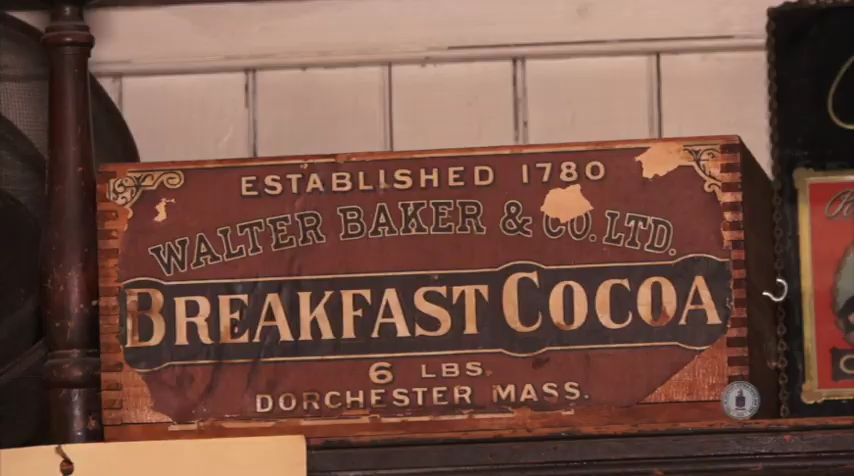 ESTABLISHED 1780
WALTER BAKER & CO. LTD.
BREAKFAST COCOA
6 LBS.
DORCHESTER MASS.